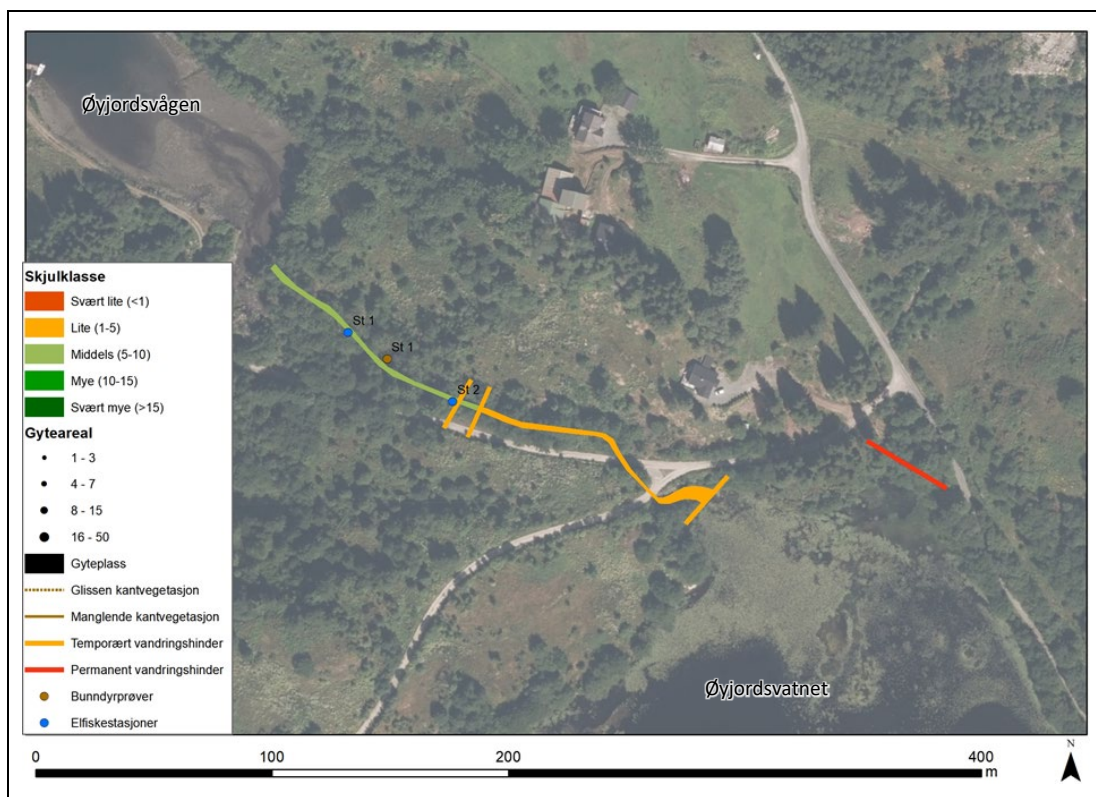 Øyjordsvågen
Skjulklasse
Svært lite (<1)
Lite (1-5)
Middels (5-10)
Mye (10-15)
Svært mye (>15)
Gyteareal
1 - 3
4 - 7
8 - 15
16 - 50
Gyteplass
Glissen kantvegetasjon
Manglende kantvegetasjon
Temporært vandringshinder
Permanent vandringshinder
Bunndyrprøver
Elfiskestasjoner
St 1
St 1
St 2
Øyjordsvatnet
0 100 200 400
m
N